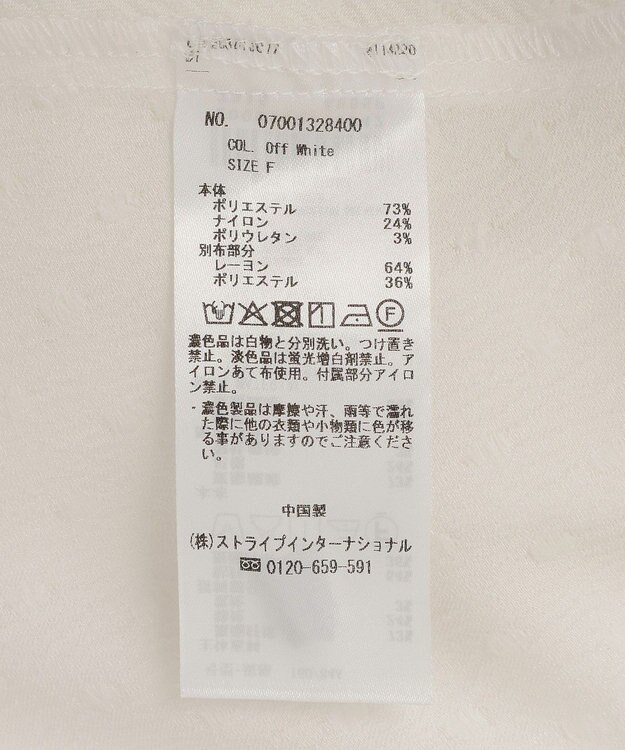 NO. 07001328400
COL. Off White
SIZE F
本体
ポリエステル 73%
ナイロン 24%
ポリウレタン 3%
別布部分
レーヨン 64%
ポリエステル 36%
F
濃色品は白物と分別洗い。つけ置き
禁止。淡色品は蛍光増白剤禁止。ア
イロンあて布使用。付属部分アイロ
ン禁止。
・濃色製品は摩擦や汗、雨等で濡れ
た際に他の衣類や小物類に色が移
る事がありますのでご注意くださ
い。
中国製
(株)ストライプインターナショナル
0120-659-591